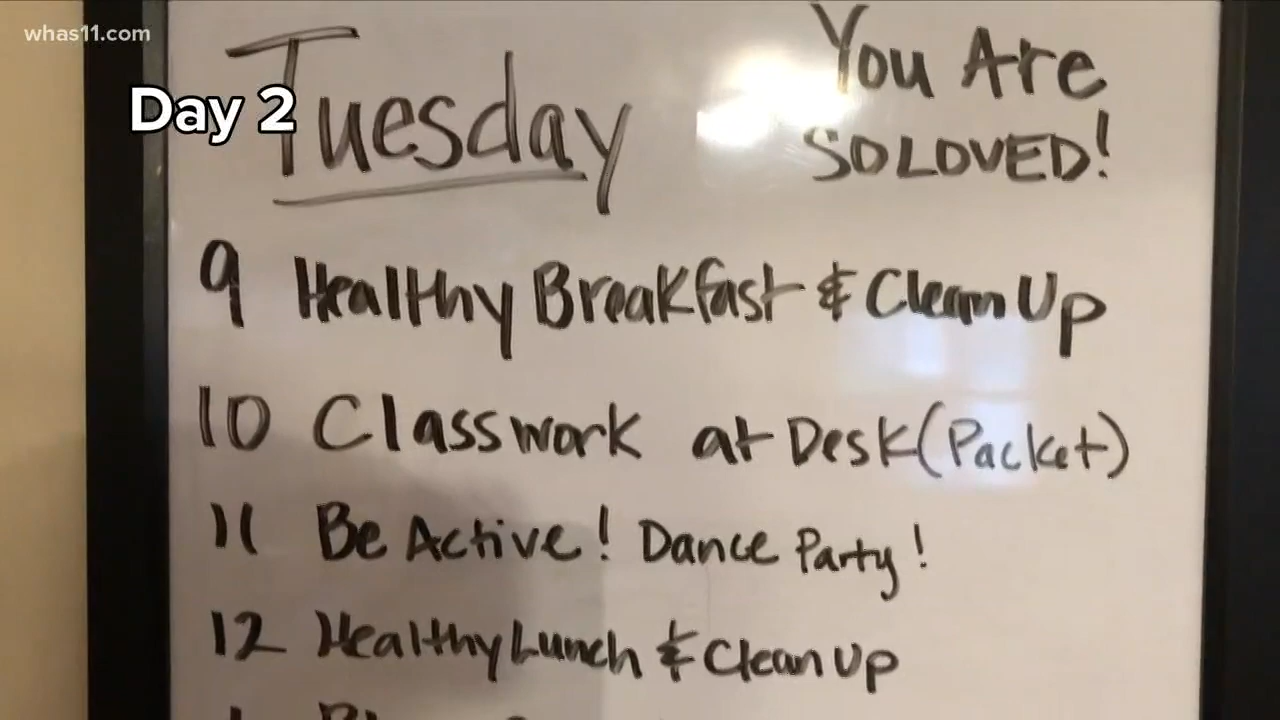 whas11.com
Day 2
Tuesday
You Are
SO LOVED!
9 Healthy Breakfast & Clean Up
10 Classwork at Desk (Packet)
11 Be Active! Dance Party!
12 Healthy Lunch & Clean Up